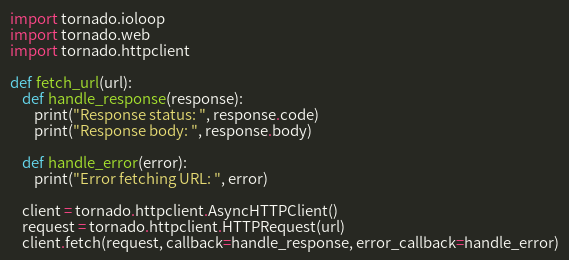 import tornado.ioloop
import tornado.web
import tornado.httpclient

def fetch_url(url):
    def handle_response(response):
        print("Response status: ", response.code)
        print("Response body: ", response.body)

    def handle_error(error):
        print("Error fetching URL: ", error)

    client = tornado.httpclient.AsyncHTTPClient()
    request = tornado.httpclient.HTTPRequest(url)
    client.fetch(request, callback=handle_response, error_callback=handle_error)